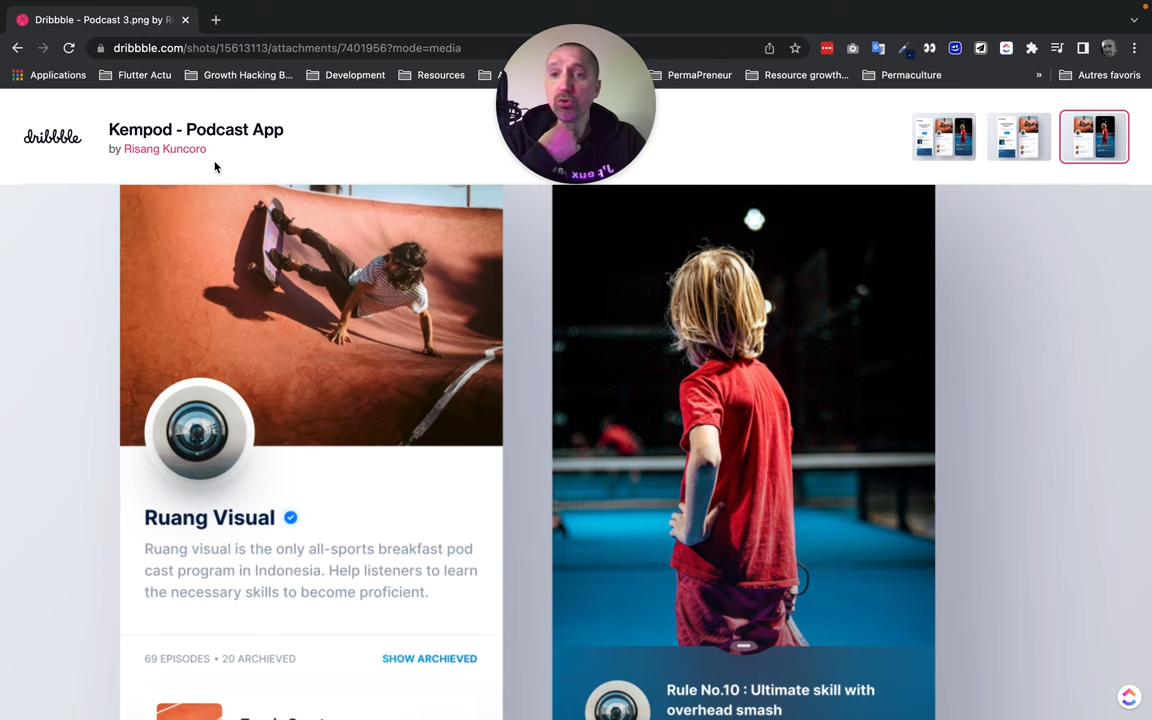 Dribbble - Podcast 3.png by Ri
dribbble.com/shots/15613113/attachments/7401956?mode=media
Applications
Flutter Actu
Growth Hacking B...
Development
Resources
PermaPreneur
Resource growth...
Permaculture
»
Autres favoris
dribbble
Kempod - Podcast App
by Risang Kuncoro
Ruang Visual
Ruang visual is the only all-sports breakfast pod
cast program in Indonesia. Help listeners to learn
the necessary skills to become proficient.
69 EPISODES • 20 ARCHIEVED
SHOW ARCHIEVED
Rule No.10 : Ultimate skill with
overhead smash